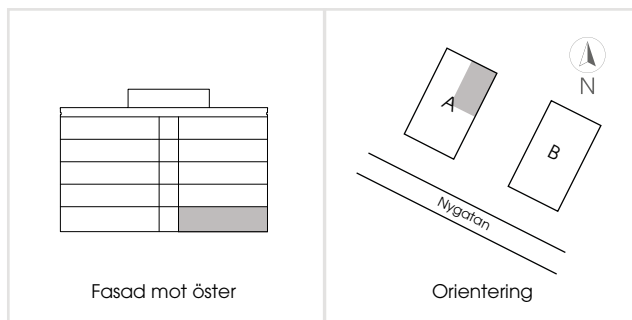 Fasad mot öster
A
N
B
Nygatan
Orientering